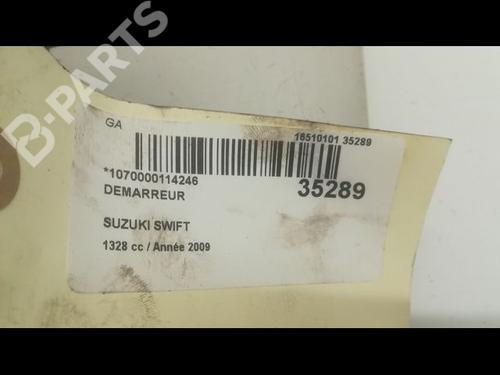 B-PARTS
GA
16510101 35289
*1070000114246
35289
DEMARREUR
SUZUKI SWIFT
1328 cc / Année 2009